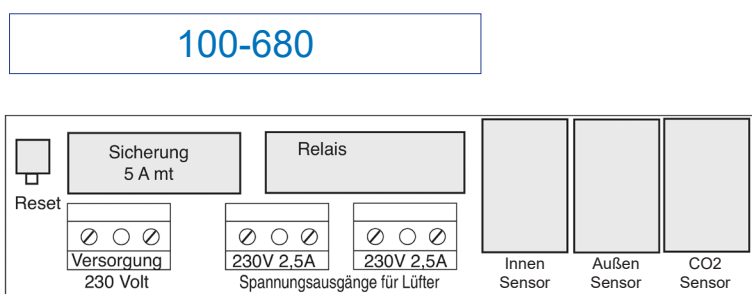 100-680
Sicherung
5 A mt
Relais
Reset
Versorgung
230 Volt
230V 2,5A
230V 2,5A
Spannungsausgänge für Lüfter
Innen
Sensor
Außen
Sensor
CO2
Sensor